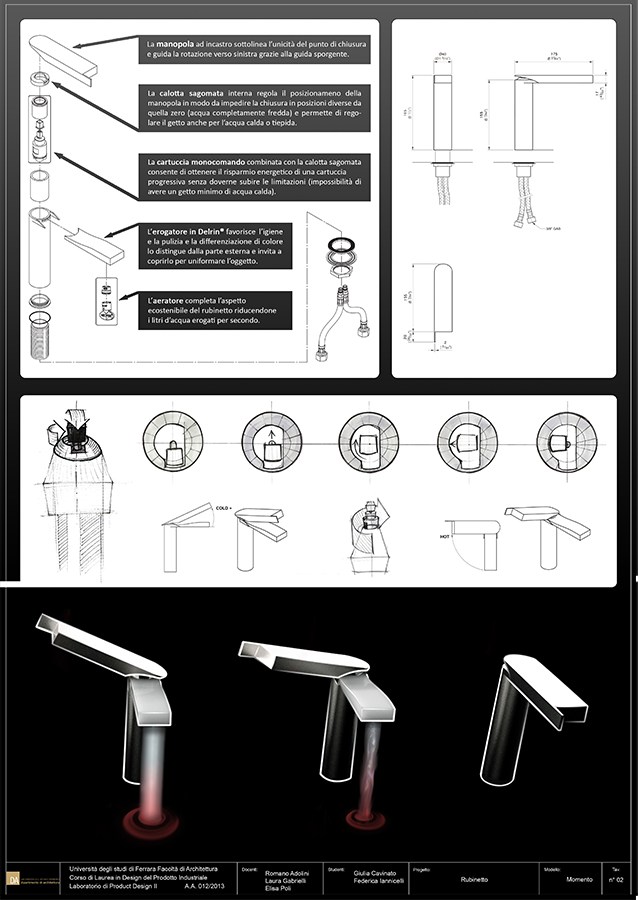 La manopola ad incastro sottolinea l'unicità del punto di chiusura
e guida la rotazione verso sinistra grazie alla guida sporgente.
La calotta sagomata interna regola il posizionameno della
manopola in modo da impedire la chiusura in posizioni diverse da
quella zero (acqua completamente fredda) e permette di rego-
lare il getto anche per l'acqua calda o tiepida.
La cartuccia monocomando combinata con la calotta sagomata
consente di ottenere il risparmio energetico di una cartuccia
progressiva senza doverne subire le limitazioni (impossibilità di
avere un getto minimo di acqua calda).
L'erogatore in Delrin® favorisce l'igiene
e la pulizia e la differenziazione di colore
lo distingue dalla parte esterna e invita a
coprirlo per uniformare l'oggetto.
L'aeratore completa l'aspetto
ecostenibile del rubinetto riducendone
i litri d'acqua erogati per secondo.
COLD
HOT
Università degli studi di Ferrara Facoltà di Architettura
Corso di Laurea in Design del Prodotto Industriale
Laboratorio di Product Design II A.A. 012/2013
Docenti:
Romano Adolini
Laura Gabrielli
Elisa Poli
Studenti:
Giulia Cavinato
Federica Iannicelli
Progetto:
Rubinetto
Modello:
Momento
Tav.
n° 02